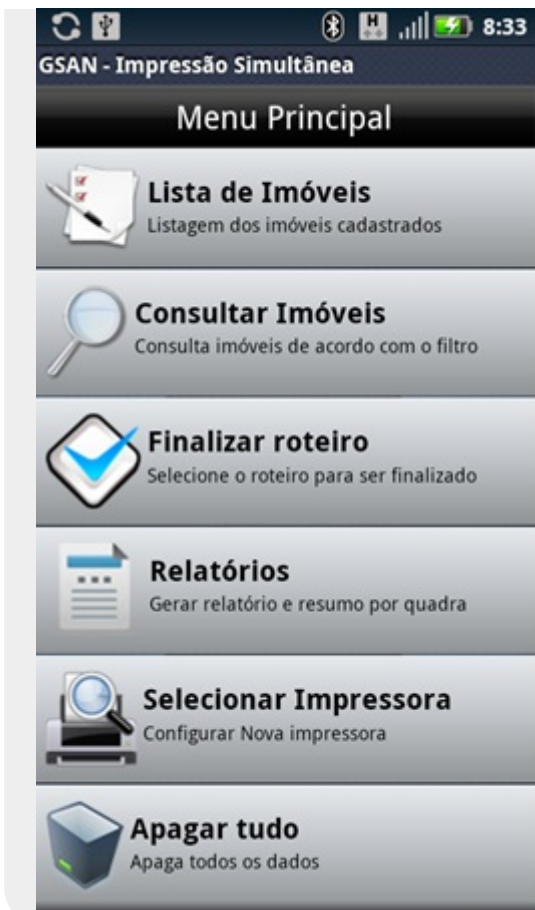 H 8:33
GSAN - Impressão Simultânea
Menu Principal
Lista de Imóveis
Listagem dos imóveis cadastrados
Consultar Imóveis
Consulta imóveis de acordo com o filtro
Finalizar roteiro
Selecione o roteiro para ser finalizado
Relatórios
Gerar relatório e resumo por quadra
Selecionar Impressora
Configurar Nova impressora
Apagar tudo
Apaga todos os dados